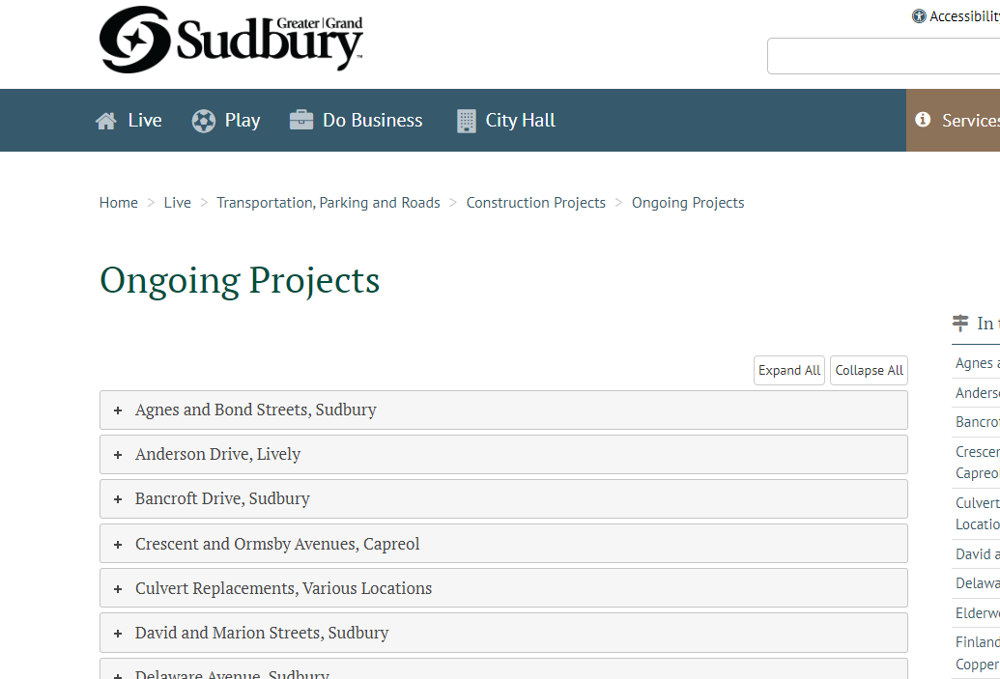 Greater|Grand
Sudbury™
Accessibilit
Live
Play
Do Business
City Hall
Services
Home > Live > Transportation, Parking and Roads > Construction Projects > Ongoing Projects
Ongoing Projects
In t
Expand All
Collapse All
+ Agnes and Bond Streets, Sudbury
+ Anderson Drive, Lively
+ Bancroft Drive, Sudbury
+ Crescent and Ormsby Avenues, Capreol
+ Culvert Replacements, Various Locations
+ David and Marion Streets, Sudbury
+ Delaware Avenue, Sudbury
Agnes a
Anders
Bancro
Crescen
Capreo
Culvert
Locatio
David a
Delawa
Elderw
Finland
Copper